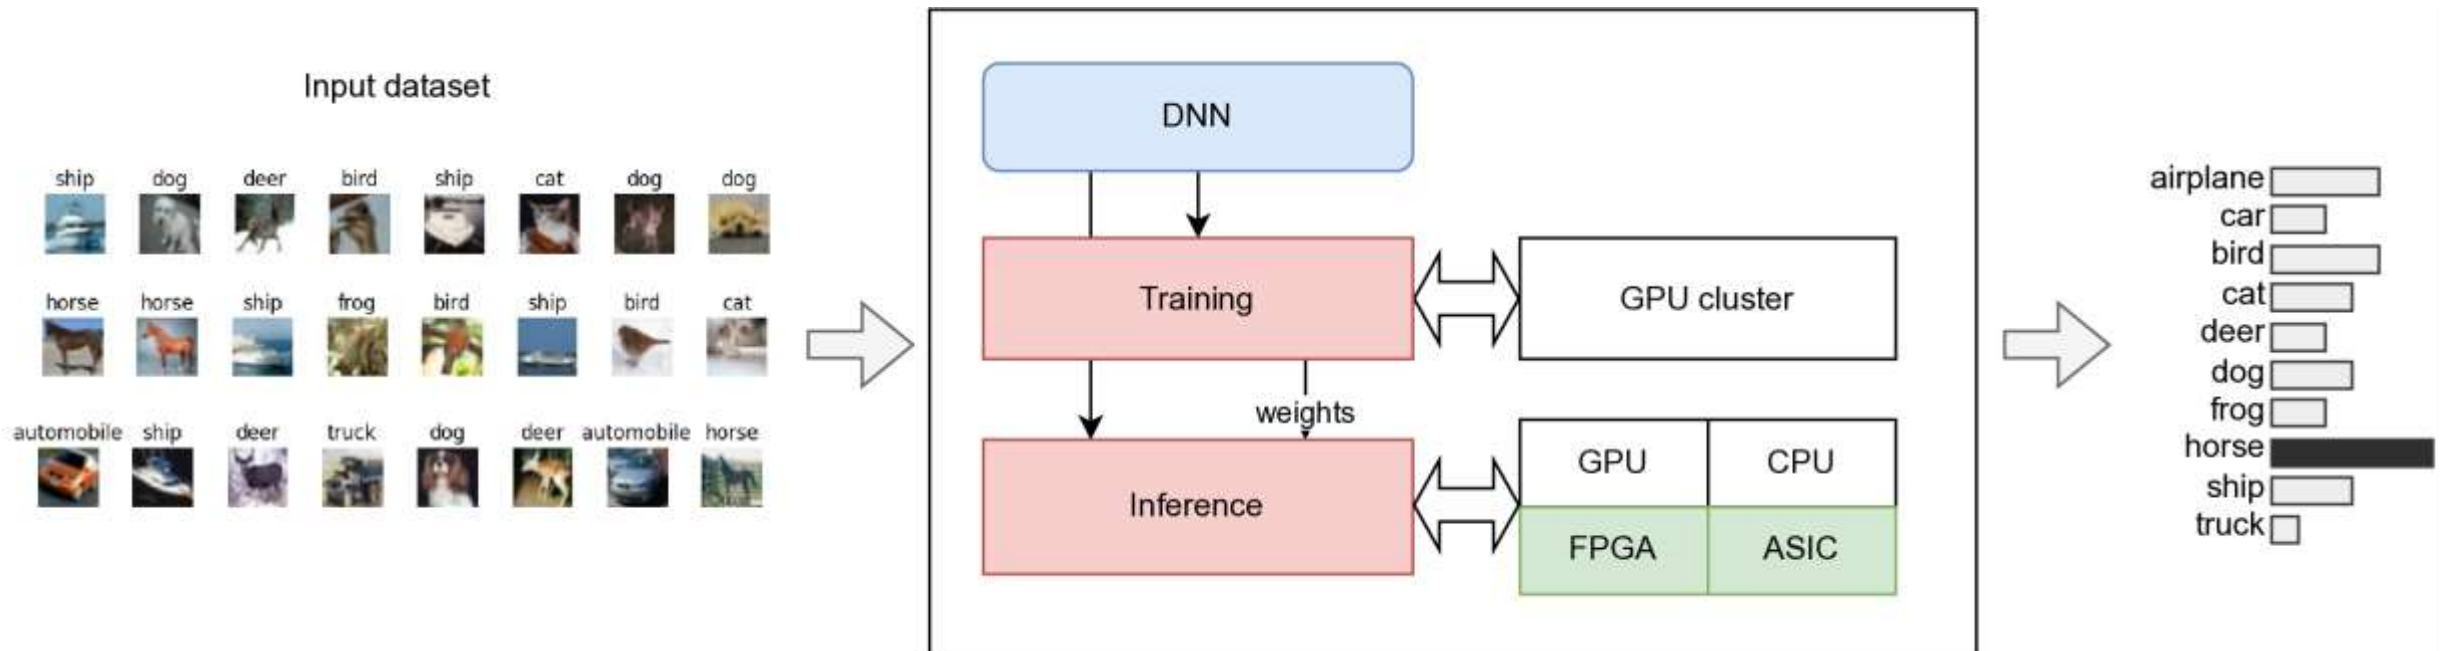 Input dataset
ship dog deer bird ship cat dog dog
horse horse ship frog bird ship bird cat
automobile ship deer truck dog deer automobile horse
DNN
Training
GPU cluster
weights
Inference
GPU CPU
FPGA ASIC
airplane
car
bird
cat
deer
dog
frog
horse
ship
truck